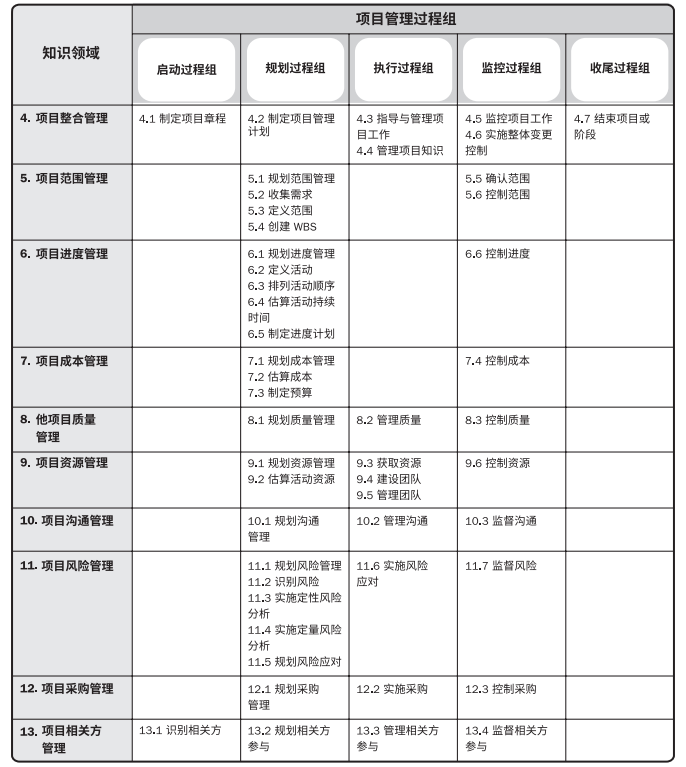 项目管理过程组
知识领域
启动过程组
规划过程组
执行过程组
监控过程组
收尾过程组
4. 项目整合管理
4.1 制定项目章程
4.2 制定项目管理
计划
4.3 指导与管理项
目工作
4.4 管理项目知识
4.5 监控项目工作
4.6 实施整体变更
控制
4.7 结束项目或
阶段
5. 项目范围管理
5.1 规划范围管理
5.2 收集需求
5.3 定义范围
5.4 创建 WBS
5.5 确认范围
5.6 控制范围
6. 项目进度管理
6.1 规划进度管理
6.2 定义活动
6.3 排列活动顺序
6.4 估算活动持续
时间
6.5 制定进度计划
6.6 控制进度
7. 项目成本管理
7.1 规划成本管理
7.2 估算成本
7.3 制定预算
7.4 控制成本
8. 他项目质量
管理
8.1 规划质量管理
8.2 管理质量
8.3 控制质量
9. 项目资源管理
9.1 规划资源管理
9.2 估算活动资源
9.3 获取资源
9.4 建设团队
9.5 管理团队
9.6 控制资源
10. 项目沟通管理
10.1 规划沟通
管理
10.2 管理沟通
10.3 监督沟通
11. 项目风险管理
11.1 规划风险管理
11.2 识别风险
11.3 实施定性风险
分析
11.4 实施定量风险
分析
11.5 规划风险应对
11.6 实施风险
应对
11.7 监督风险
12. 项目采购管理
12.1 规划采购
管理
12.2 实施采购
12.3 控制采购
13. 项目相关方
管理
13.1 识别相关方
13.2 规划相关方
参与
13.3 管理相关方
参与
13.4 监督相关方
参与